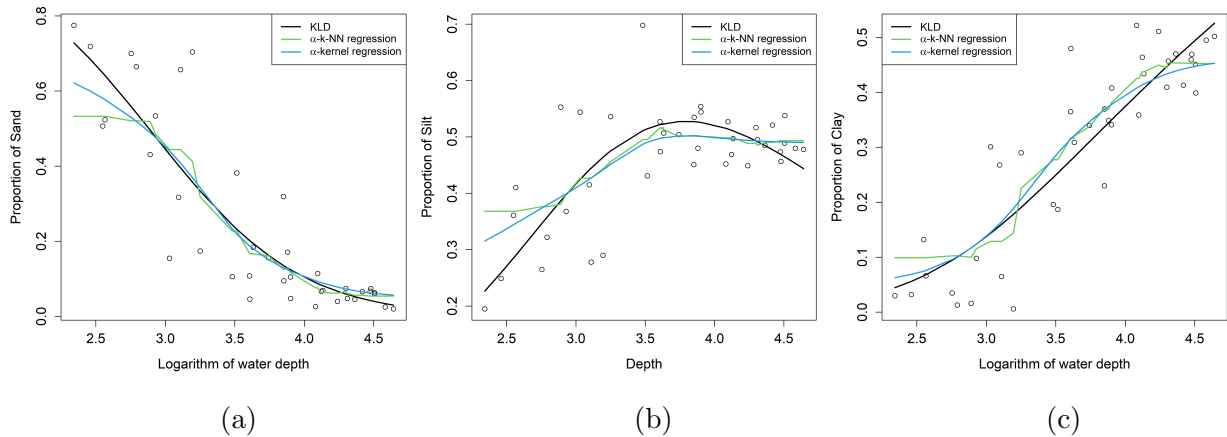 Proportion of Sand
0.8
0.6
0.4
0.2
0.0
KLD
α-k-NN regression
α-kernel regression
2.5 3.0 3.5 4.0 4.5
Logarithm of water depth
(a)
Proportion of Silt
0.7
0.6
0.5
0.4
0.3
0.2
KLD
α-k-NN regression
α-kernel regression
2.5 3.0 3.5 4.0 4.5
Depth
(b)
Proportion of Clay
0.5
0.4
0.3
0.2
0.1
0.0
KLD
α-k-NN regression
α-kernel regression
2.5 3.0 3.5 4.0 4.5
Logarithm of water depth
(c)